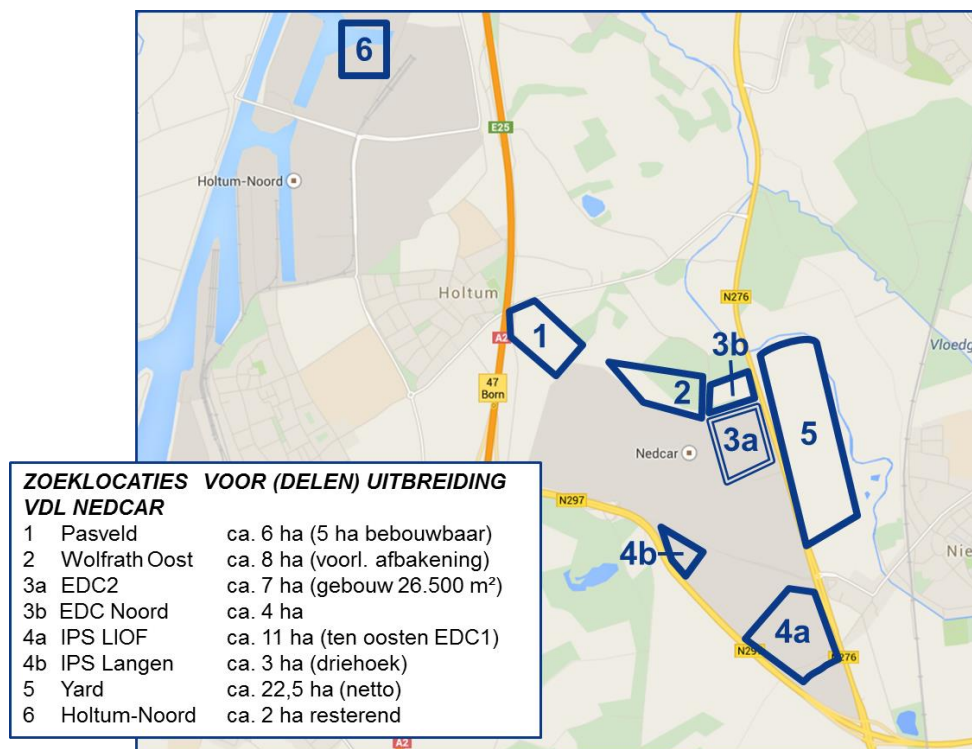 6
E25
Holtum-Noord
Holtum
N276
A2
1
3b
Vloedg
47
Born
2
3a
5
Nedcar
N297
4b
Nie
4a
N29
N276
A2
ZOEKLOCATIES VOOR (DELEN) UITBREIDING
VDL NEDCAR
1 Pasveld ca. 6 ha (5 ha bebouwbaar)
2 Wolfrath Oost ca. 8 ha (voorl. afbakening)
3a EDC2 ca. 7 ha (gebouw 26.500 m²)
3b EDC Noord ca. 4 ha
4a IPS LIOF ca. 11 ha (ten oosten EDC1)
4b IPS Langen ca. 3 ha (driehoek)
5 Yard ca. 22,5 ha (netto)
6 Holtum-Noord ca. 2 ha resterend